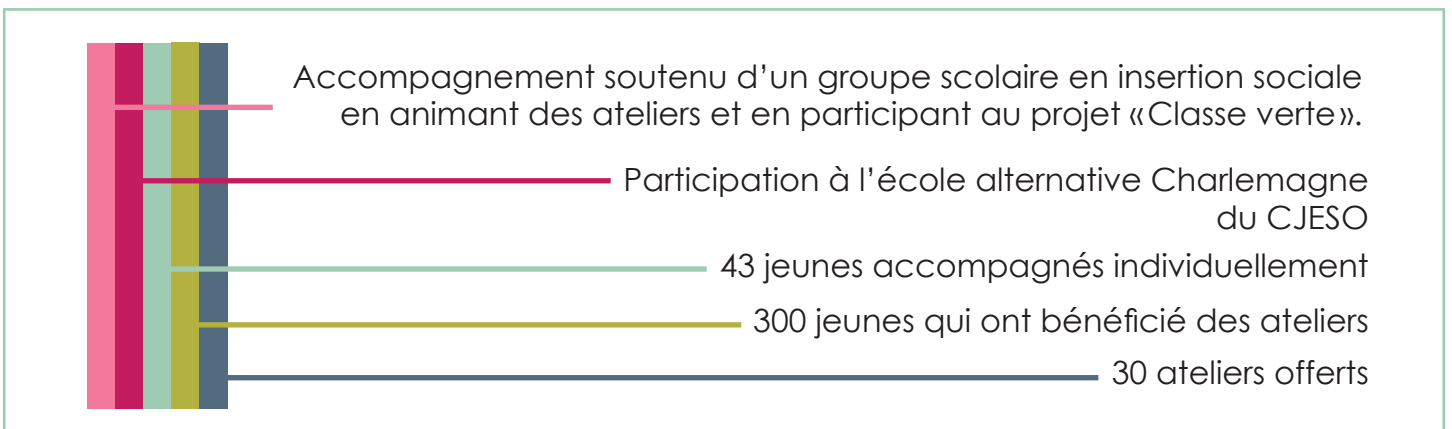 Accompagnement soutenu d’un groupe scolaire en insertion sociale
en animant des ateliers et en participant au projet «Classe verte».
Participation à l’école alternative Charlemagne
du CJESO
43 jeunes accompagnés individuellement
300 jeunes qui ont bénéficié des ateliers
30 ateliers offerts